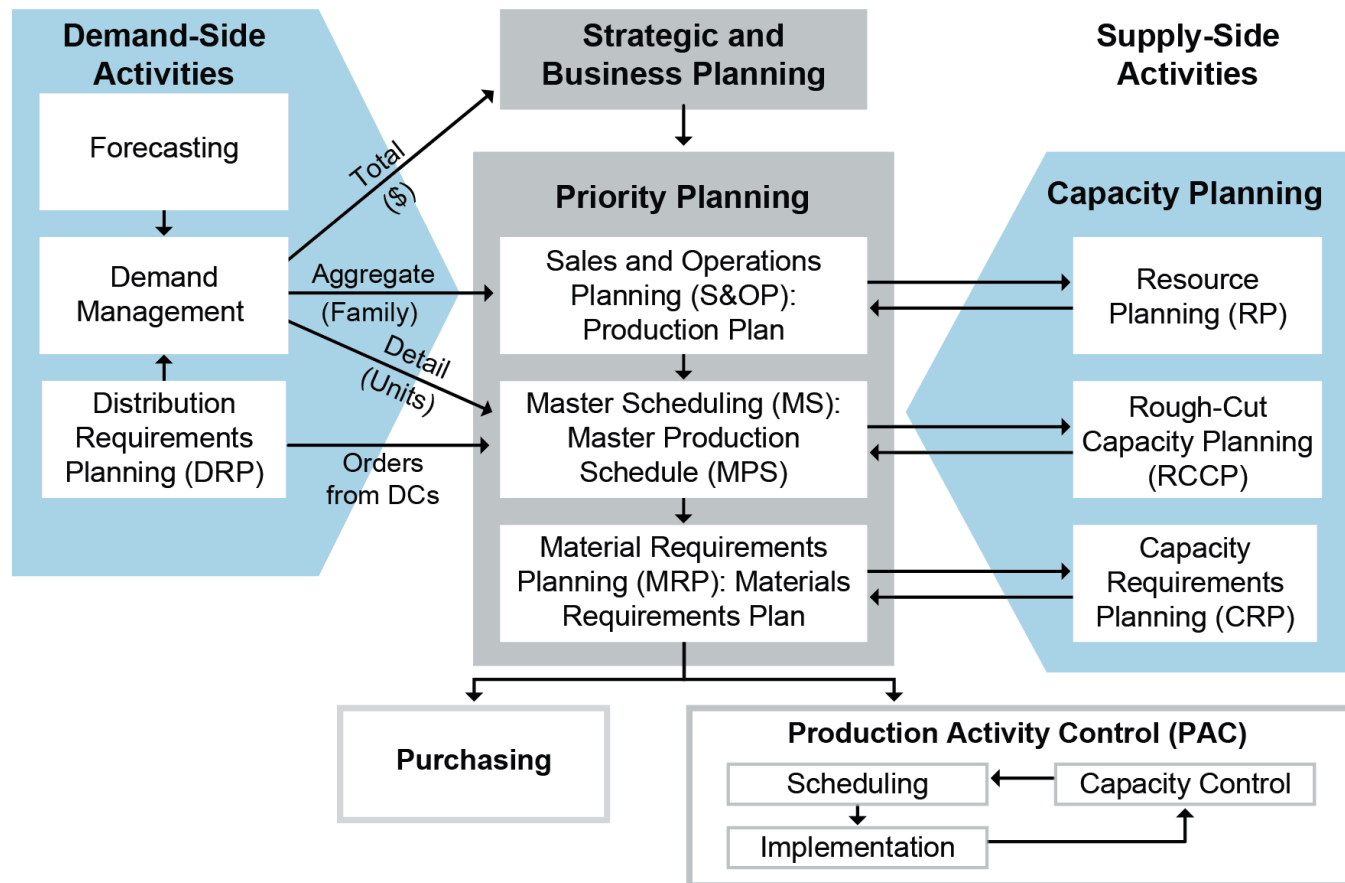 Demand-Side
Activities
Forecasting
Demand
Management
Distribution
Requirements
Planning (DRP)
Total
($)
Aggregate
(Family)
Detail
(Units)
Orders
from DCs
Strategic and
Business Planning
Priority Planning
Sales and Operations
Planning (S&OP):
Production Plan
Master Scheduling (MS):
Master Production
Schedule (MPS)
Material Requirements
Planning (MRP): Materials
Requirements Plan
Supply-Side
Activities
Capacity Planning
Resource
Planning (RP)
Rough-Cut
Capacity Planning
(RCCP)
Capacity
Requirements
Planning (CRP)
Purchasing
Production Activity Control (PAC)
Scheduling
Capacity Control
Implementation